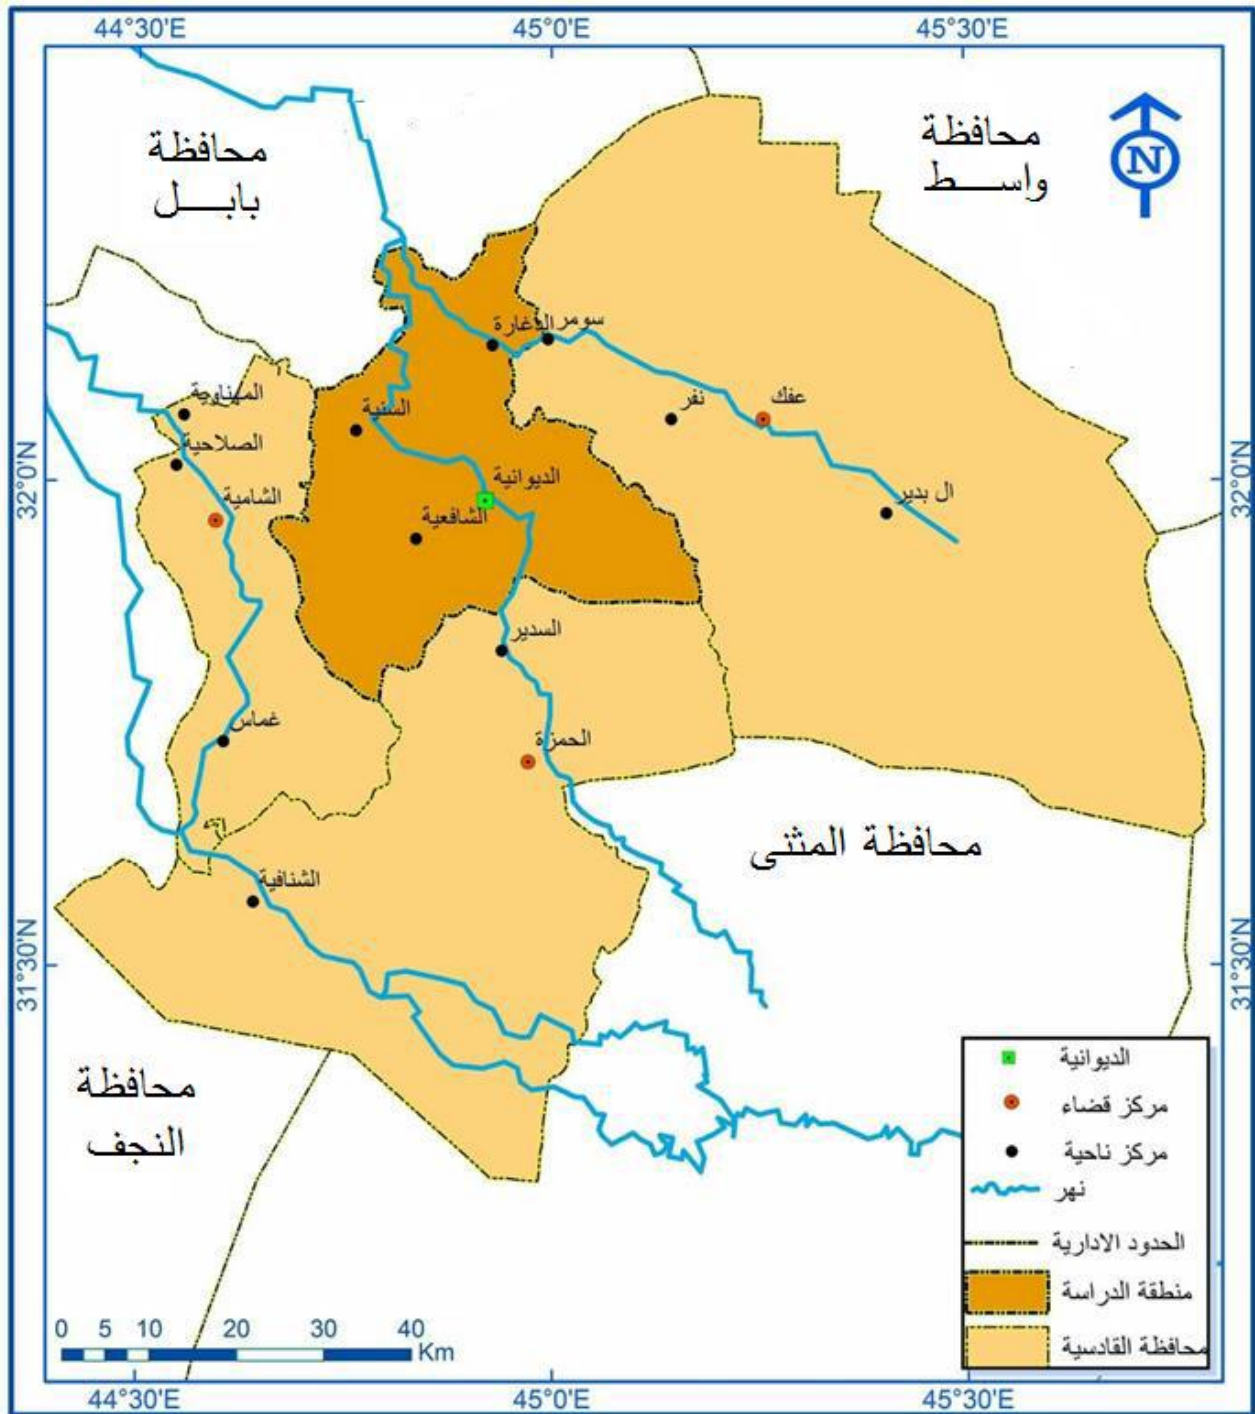 44°30'E
45°0'E
45°30'E
محافظة
واســـط
محافظة
بابـــل
N
سومر
الدغارة
المهناوية
السنية
نفر
عفك
الصلاحية
الديوانية
ال بدير
الشامية
الشافعية
السدير
غماس
الحمزة
محافظة المثنى
الشنافية
محافظة
النجف
32°0'N
32°0'N
31°30'N
31°30'N
الديوانية
مركز قضاء
مركز ناحية
نهر
الحدود الادارية
منطقة الدراسة
محافظة القادسية
0 5 10 20 30 40
Km
44°30'E
45°0'E
45°30'E